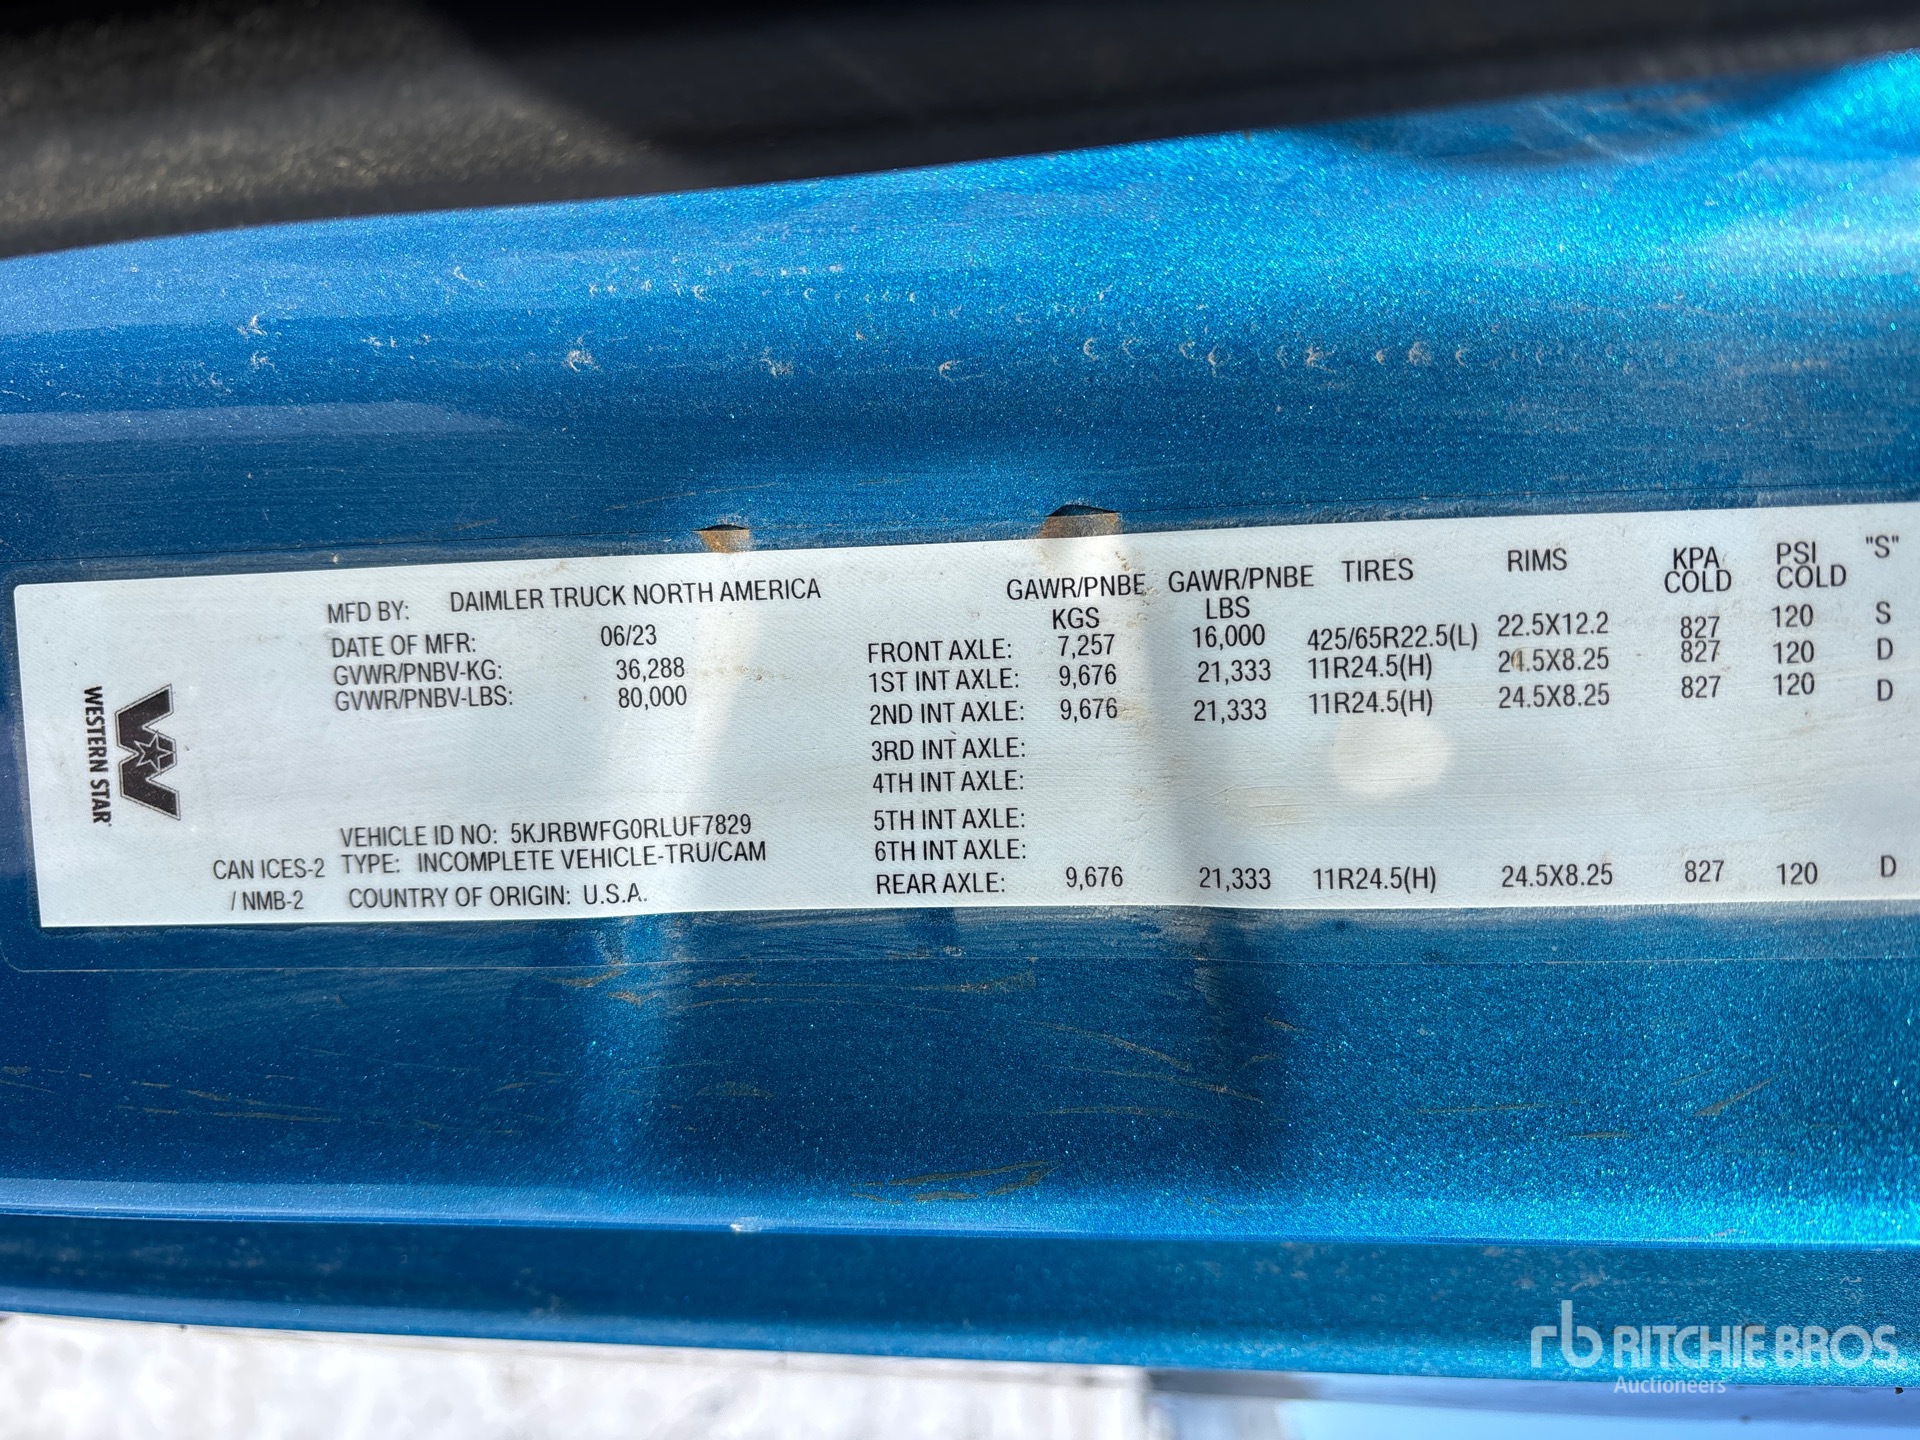 WESTERN STAR
MFD BY: DAIMLER TRUCK NORTH AMERICA
DATE OF MFR: 06/23
GVWR/PNBV-KG: 36,288
GVWR/PNBV-LBS: 80,000
VEHICLE ID NO: 5KJRBWFG0RLUF7829
CAN ICES-2 TYPE: INCOMPLETE VEHICLE-TRU/CAM
/ NMB-2 COUNTRY OF ORIGIN: U.S.A.
GAWR/PNBE GAWR/PNBE TIRES RIMS KPA PSI "S"
KGS LBS COLD COLD
FRONT AXLE: 7,257 16,000 425/65R22.5(L) 22.5X12.2 827 120 S
1ST INT AXLE: 9,676 21,333 11R24.5(H) 24.5X8.25 827 120 D
2ND INT AXLE: 9,676 21,333 11R24.5(H) 24.5X8.25 827 120 D
3RD INT AXLE:
4TH INT AXLE:
5TH INT AXLE:
6TH INT AXLE:
REAR AXLE: 9,676 21,333 11R24.5(H) 24.5X8.25 827 120 D
rb RITCHIE BROS.
Auctioneers